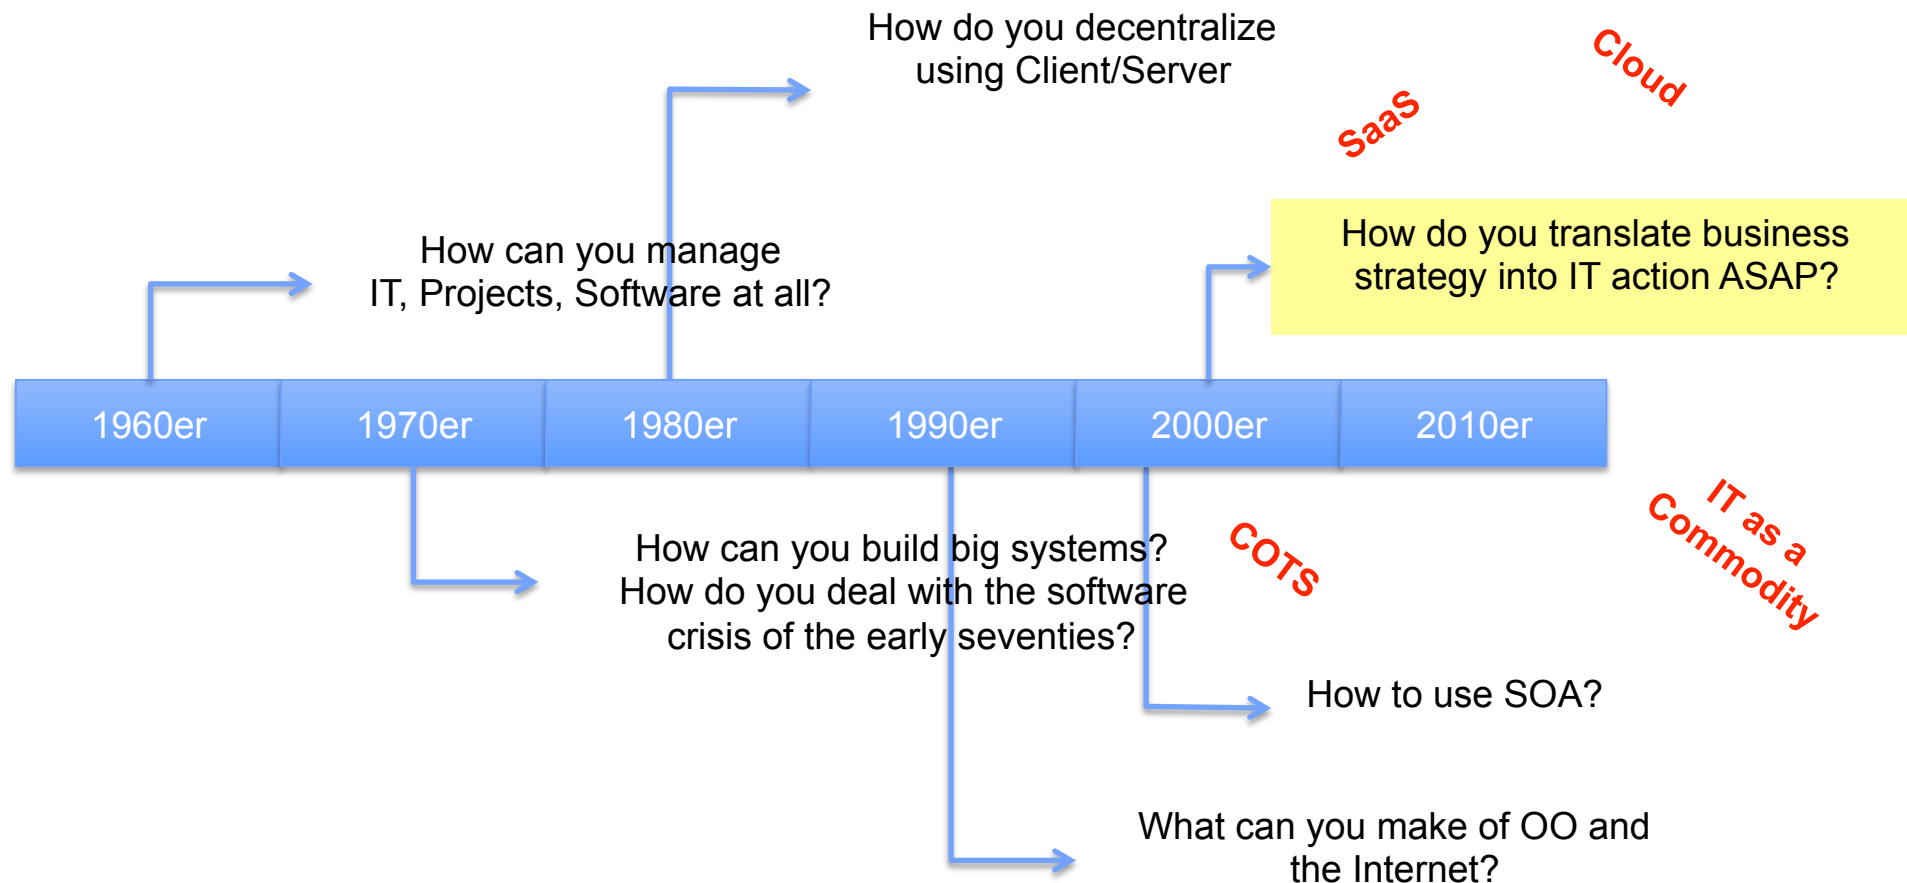 How do you decentralize
using Client/Server
Cloud
SaaS
How can you manage
IT, Projects, Software at all?
How do you translate business
strategy into IT action ASAP?
1960er
1970er
1980er
1990er
2000er
2010er
How can you build big systems?
How do you deal with the software
crisis of the early seventies?
COTS
IT as a
Commodity
How to use SOA?
What can you make of OO and
the Internet?